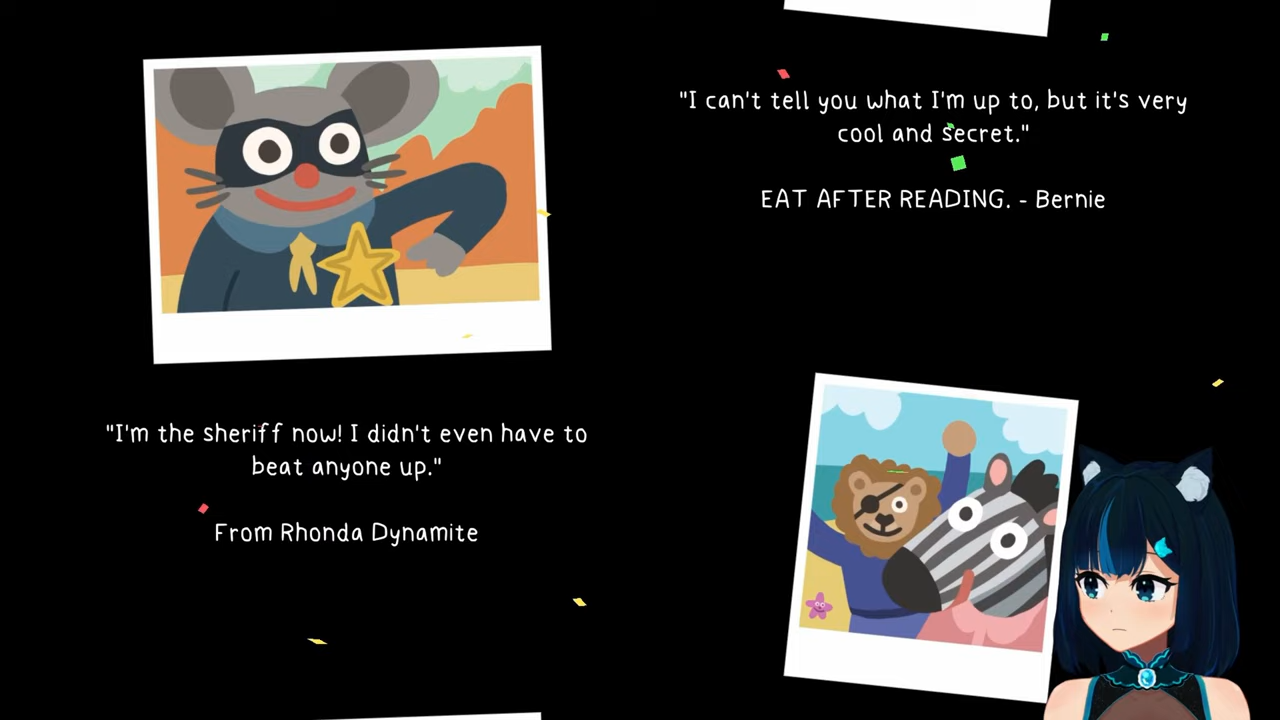 "I can't tell you what I'm up to, but it's very
cool and secret."
EAT AFTER READING. - Bernie
"I'm the sheriff now! I didn't even have to
beat anyone up."
From Rhonda Dynamite